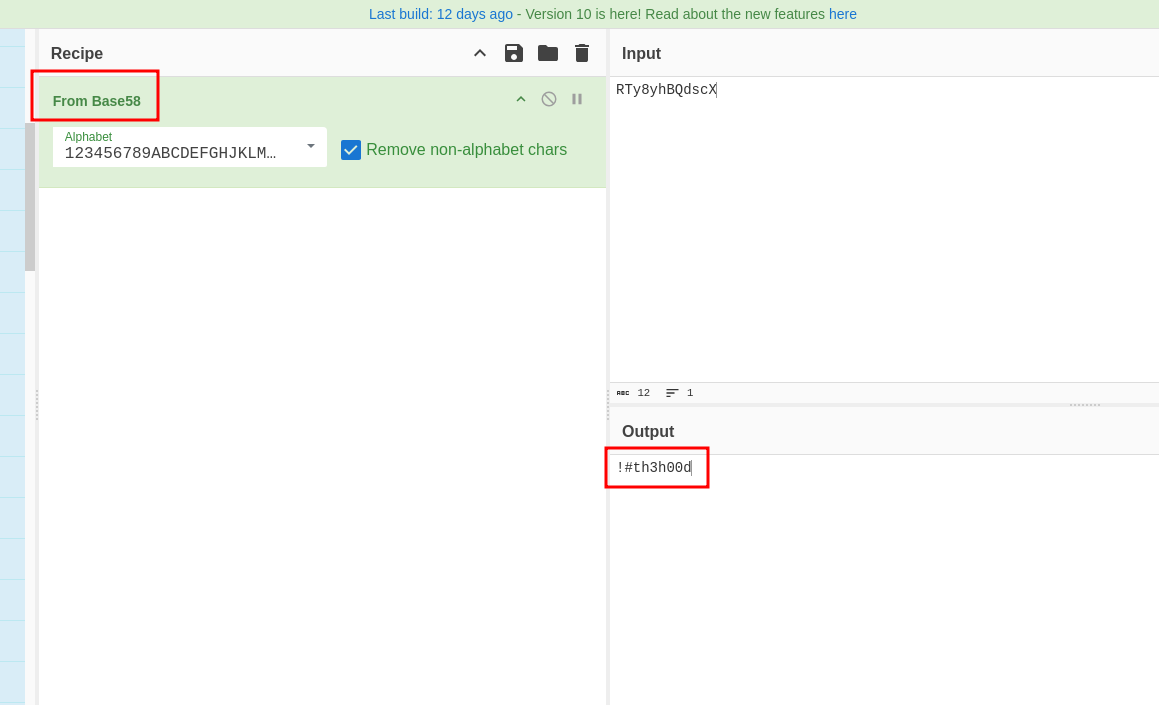 Last build: 12 days ago - Version 10 is here! Read about the new features here
Recipe
From Base58
Alphabet
123456789ABCDEFGHJKLM…
Remove non-alphabet chars
Input
RTy8yhBQdscX
ABC 12 1
Output
!#th3h00d